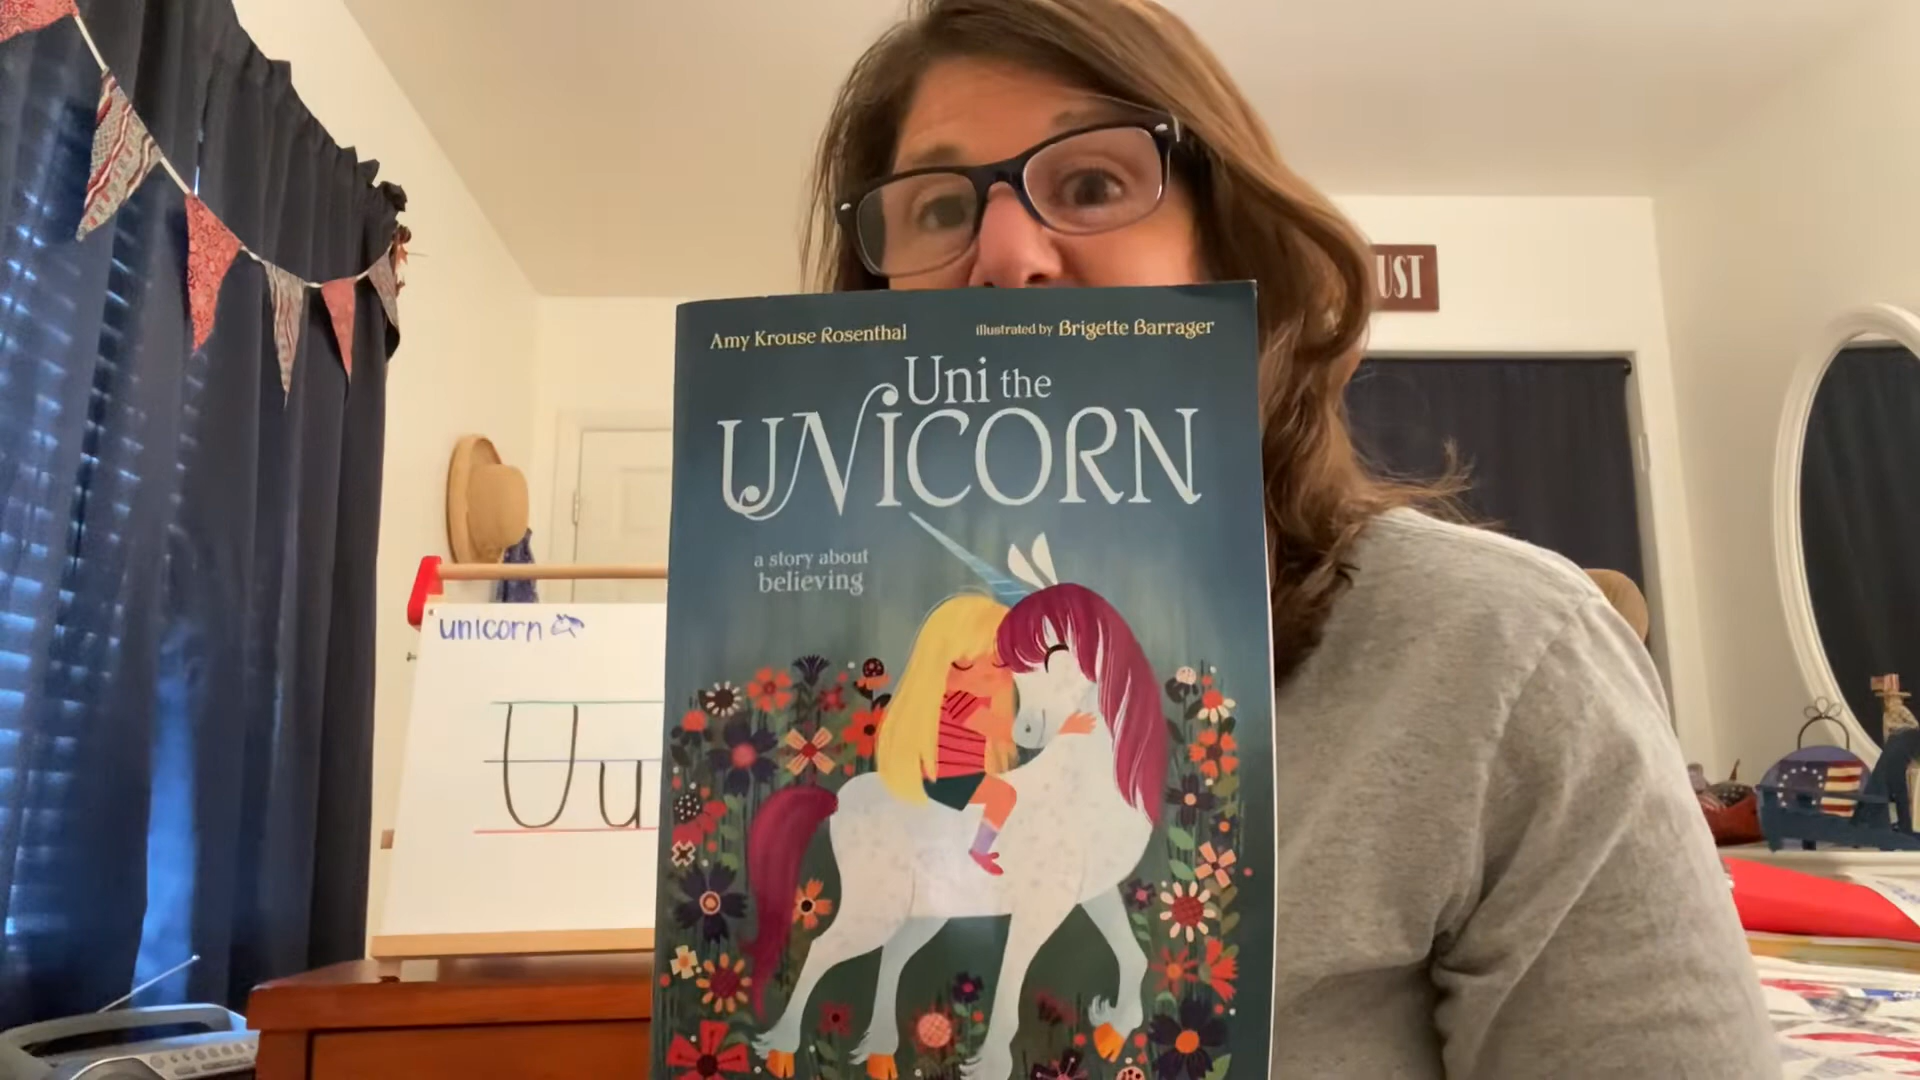 UST
Amy Krouse Rosenthal
illustrated by Brigette Barrager
Uni the
UNICORN
a story about
believing
unicorn
Uu